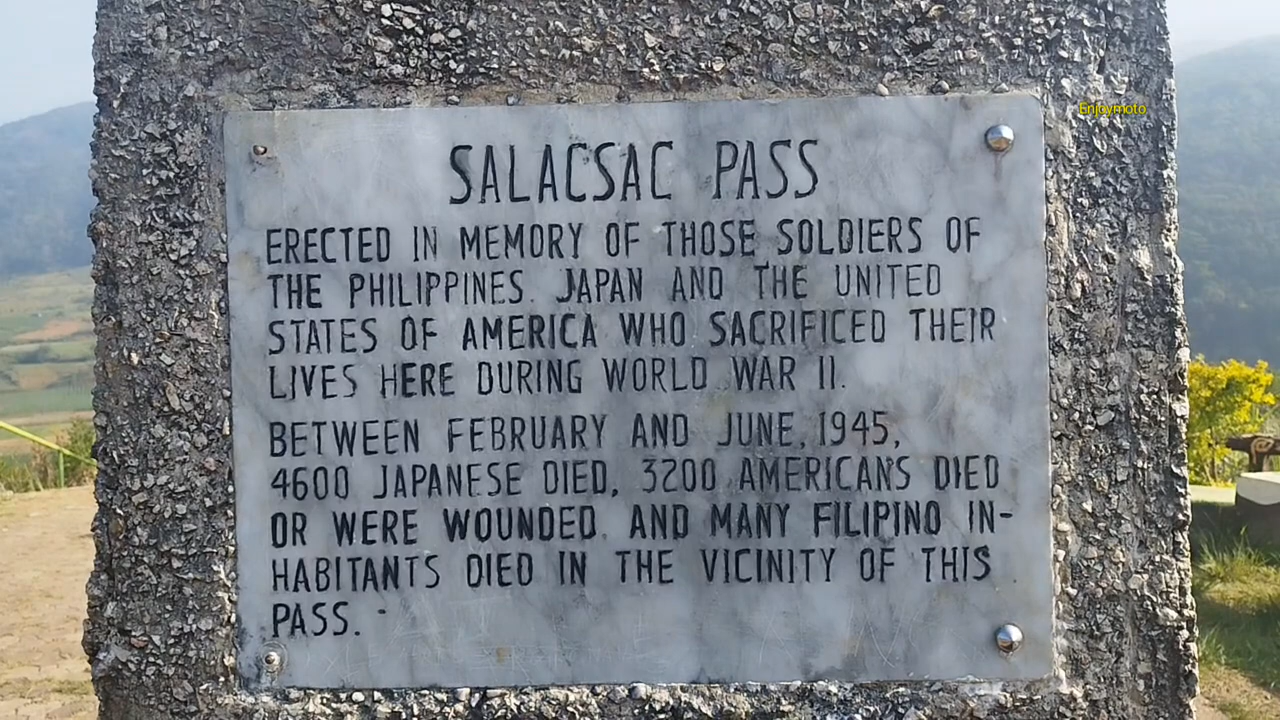 SALACSAC PASS
ERECTED IN MEMORY OF THOSE SOLDIERS OF
THE PHILIPPINES. JAPAN AND THE UNITED
STATES OF AMERICA WHO SACRIFICED THEIR
LIVES HERE DURING WORLD WAR II.
BETWEEN FEBRUARY AND JUNE, 1945,
4600 JAPANESE DIED, 3200 AMERICANS DIED
OR WERE WOUNDED. AND MANY FILIPINO IN-
HABITANTS DIED IN THE VICINITY OF THIS
PASS.
Enjoymoto